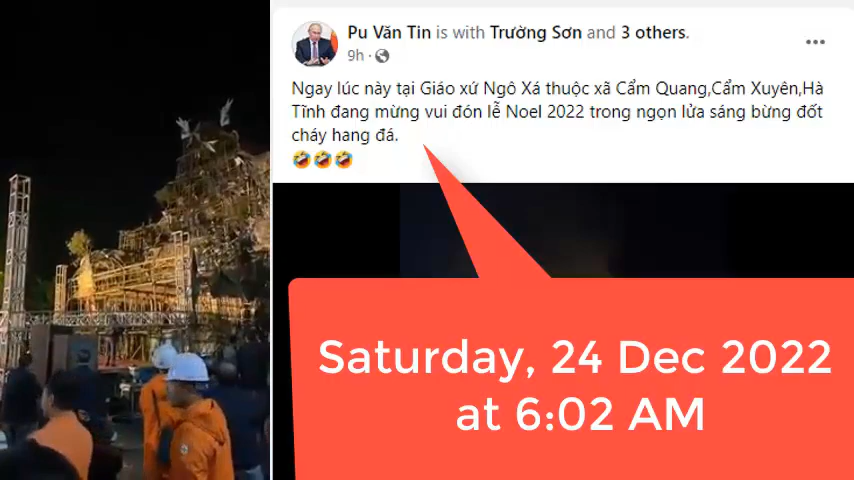 Pu Văn Tin is with Trường Sơn and 3 others.
9h ·
Ngay lúc này tại Giáo xứ Ngô Xá thuộc xã Cẩm Quang,Cẩm Xuyên,Hà
Tĩnh đang mừng vui đón lễ Noel 2022 trong ngọn lửa sáng bừng đốt
cháy hang đá.
🤣🤣🤣
Saturday, 24 Dec 2022
at 6:02 AM